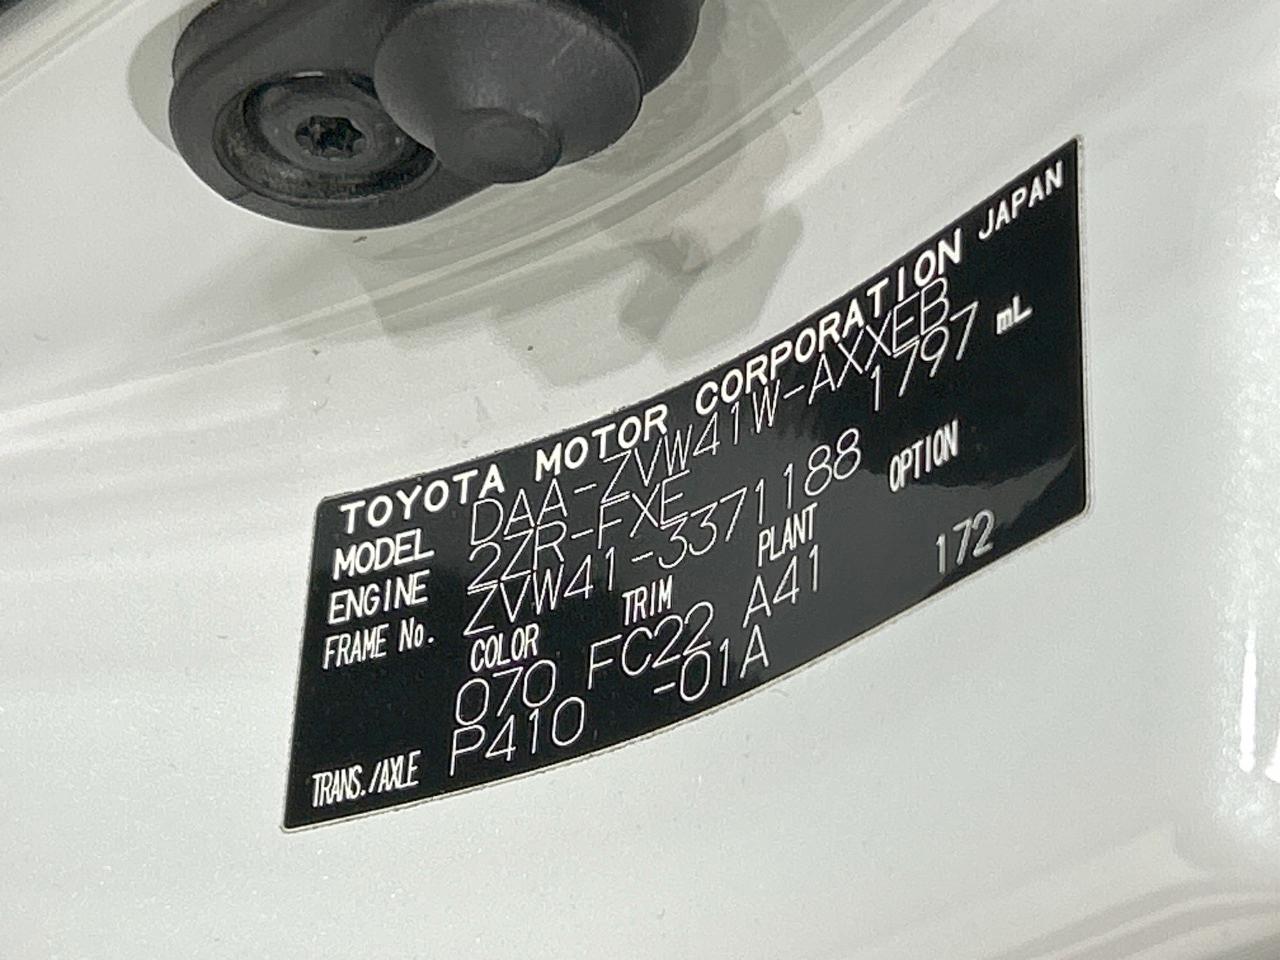 TOYOTA MOTOR CORPORATION JAPAN
MODEL DAA-ZVW41W-AXXEB
ENGINE 2ZR-FXE 1797 mL
FRAME No. ZVW41-3371188
COLOR TRIM PLANT OPTION
070 FC22 A41 172
TRANS./AXLE P410 -01A